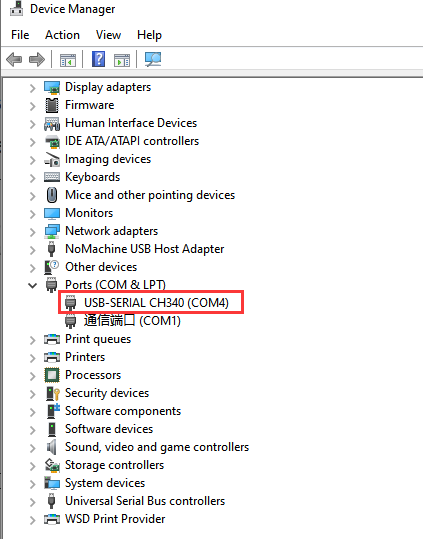 Device Manager
File Action View Help
Display adapters
Firmware
Human Interface Devices
IDE ATA/ATAPI controllers
Imaging devices
Keyboards
Mice and other pointing devices
Monitors
Network adapters
NoMachine USB Host Adapter
Other devices
Ports (COM & LPT)
USB-SERIAL CH340 (COM4)
通信端口 (COM1)
Print queues
Printers
Processors
Security devices
Software components
Software devices
Sound, video and game controllers
Storage controllers
System devices
Universal Serial Bus controllers
WSD Print Provider